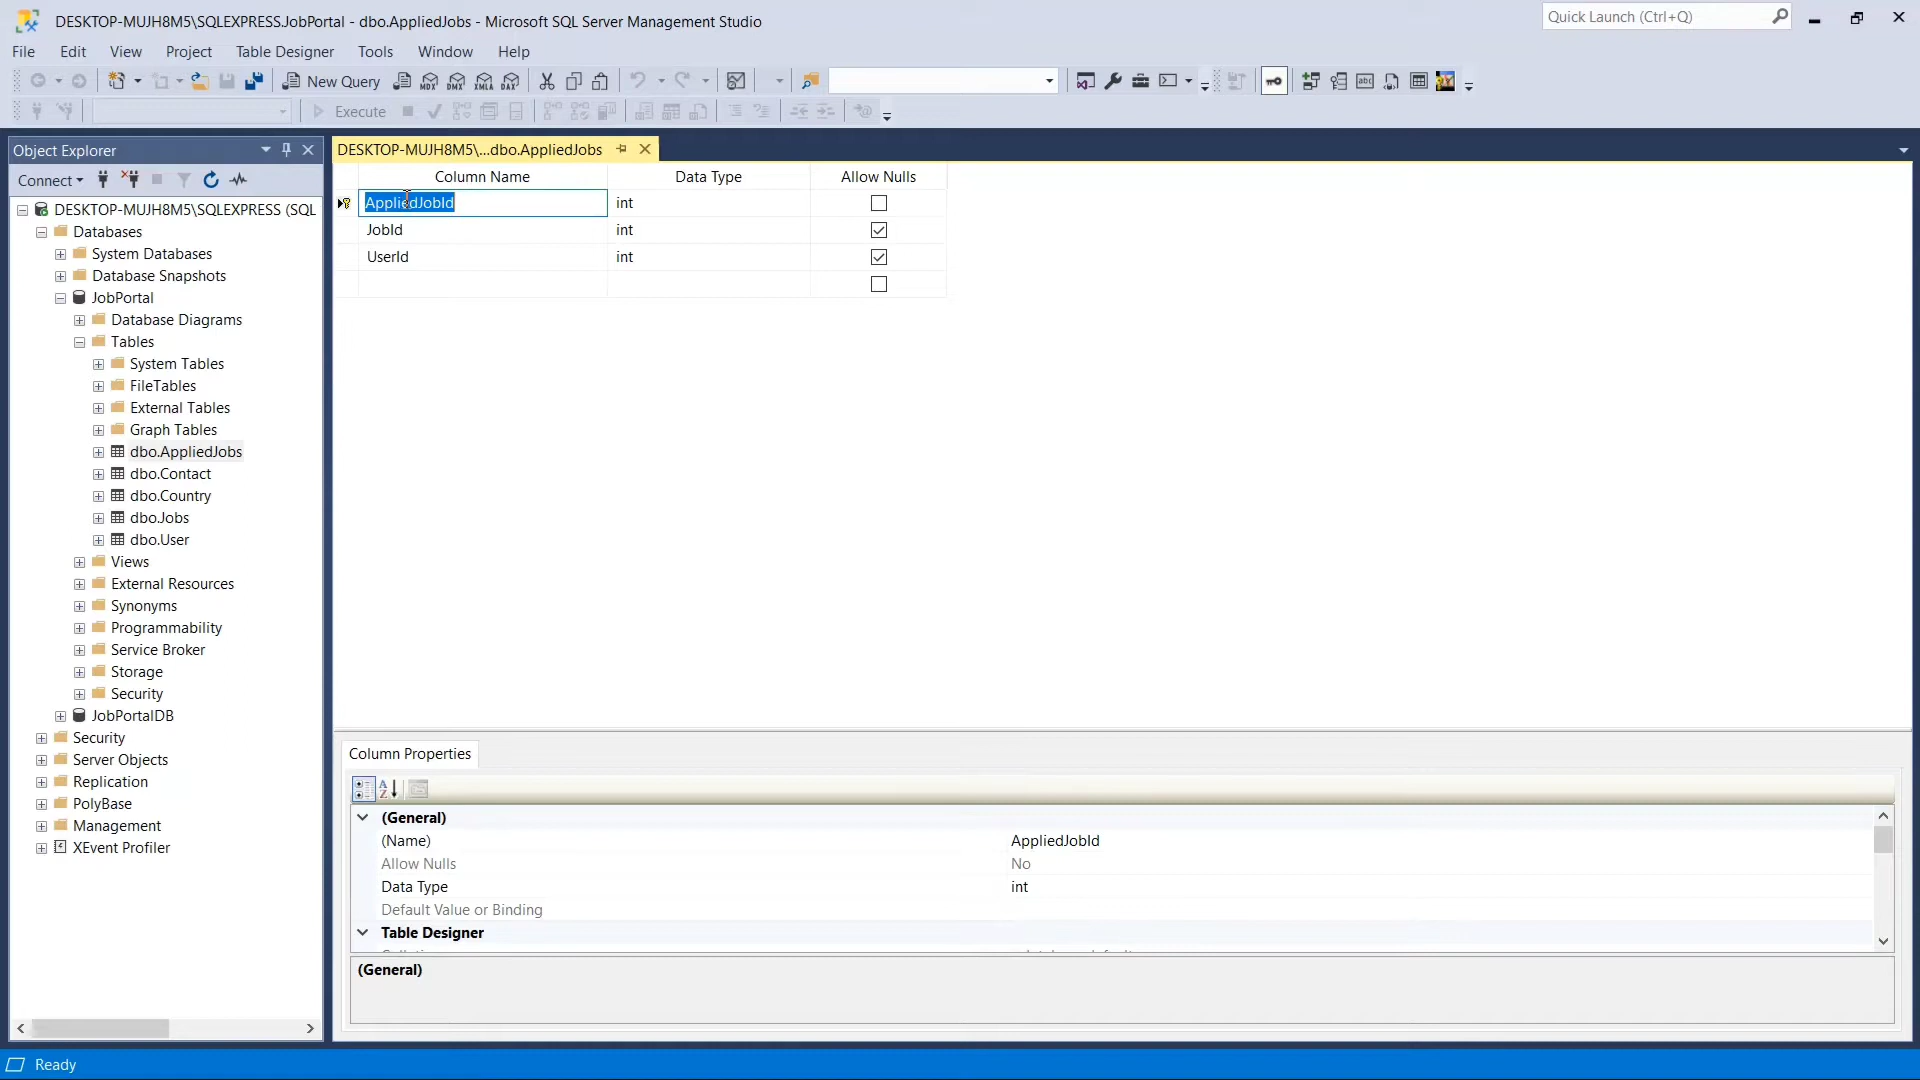 DESKTOP-MUJH8M5\SQLEXPRESS.JobPortal - dbo.AppliedJobs - Microsoft SQL Server Management Studio
Quick Launch (Ctrl+Q)
File Edit View Project Table Designer Tools Window Help
New Query MDX DMX XMLA DAX
Execute
Object Explorer
DESKTOP-MUJH8M5\...dbo.AppliedJobs
Connect
Column Name Data Type Allow Nulls
AppliedJobId int
JobId int
UserId int
DESKTOP-MUJH8M5\SQLEXPRESS (SQL
Databases
System Databases
Database Snapshots
JobPortal
Database Diagrams
Tables
System Tables
FileTables
External Tables
Graph Tables
dbo.AppliedJobs
dbo.Contact
dbo.Country
dbo.Jobs
dbo.User
Views
External Resources
Synonyms
Programmability
Service Broker
Storage
Security
JobPortalDB
Security
Server Objects
Replication
PolyBase
Management
XEvent Profiler
Column Properties
(General)
(Name) AppliedJobId
Allow Nulls No
Data Type int
Default Value or Binding
Table Designer
(General)
Ready